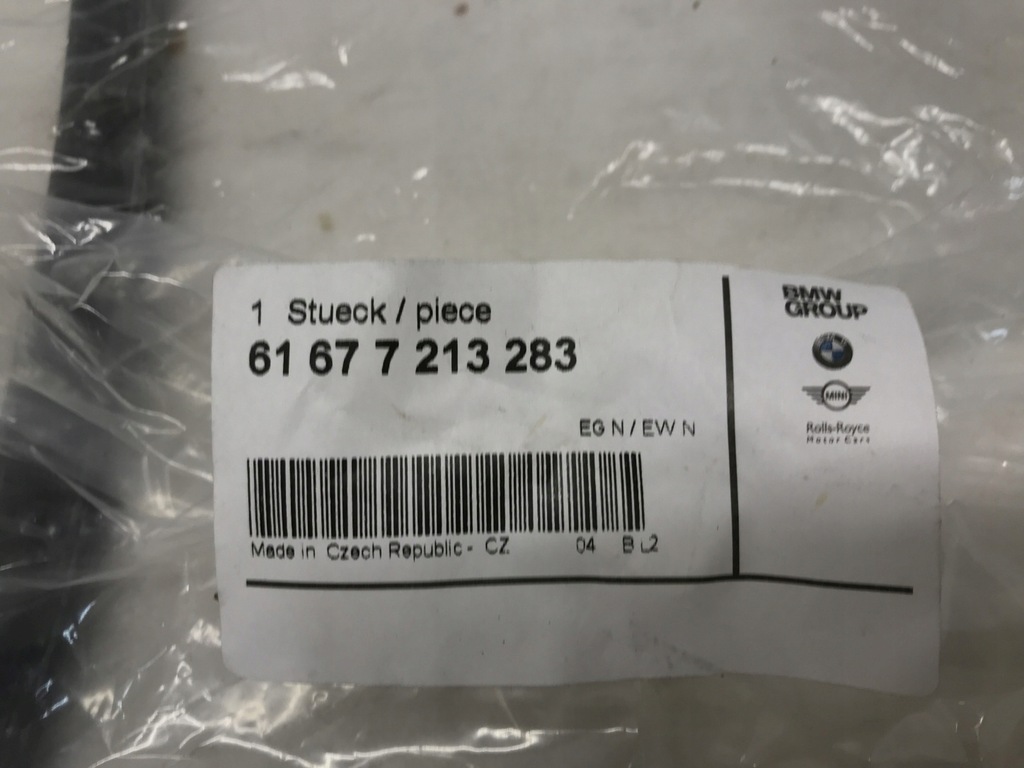 1 Stueck / piece
61 67 7 213 283
EG N / EW N
Made in Czech Republic - CZ 04
BMW
GROUP
MINI
Rolls-Royce
Motor Cars